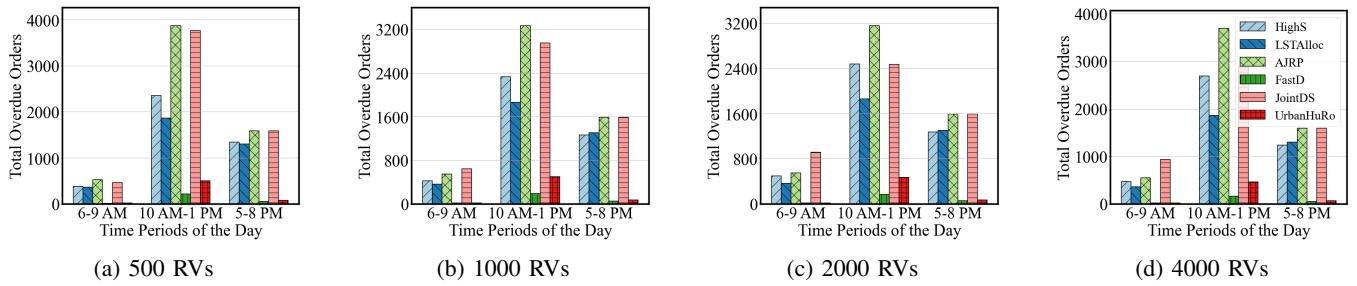 Total Overdue Orders
4000
3000
2000
1000
0
6-9 AM 10 AM-1 PM 5-8 PM
Time Periods of the Day
(a) 500 RVs
Total Overdue Orders
3200
2400
1600
800
0
6-9 AM 10 AM-1 PM 5-8 PM
Time Periods of the Day
(b) 1000 RVs
Total Overdue Orders
3200
2400
1600
800
0
6-9 AM 10 AM-1 PM 5-8 PM
Time Periods of the Day
(c) 2000 RVs
Total Overdue Orders
4000
3000
2000
1000
0
HighS
LSTAlloc
AJRP
FastD
JointDS
UrbanHuRo
6-9 AM 10 AM-1 PM 5-8 PM
Time Periods of the Day
(d) 4000 RVs